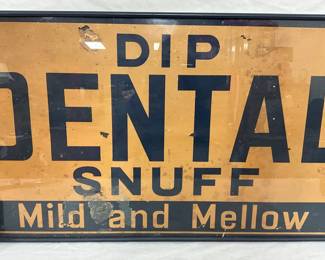 DIP
DENTAL
SNUFF
Mild and Mellow